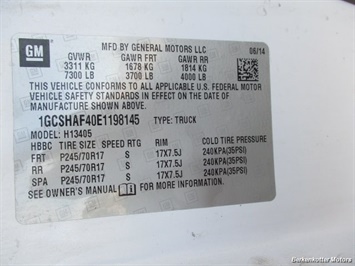 GM
MFD BY GENERAL MOTORS LLC 06/14
GVWR GAWR FRT GAWR RR
3311 KG 1678 KG 1814 KG
7300 LB 3700 LB 4000 LB
THIS VEHICLE CONFORMS TO ALL APPLICABLE U.S. FEDERAL MOTOR
VEHICLE SAFETY STANDARDS IN EFFECT ON THE DATE OF
MANUFACTURE SHOWN ABOVE.
1GCSHAF40E1198145 TYPE: TRUCK
MODEL: H13405
HBBC TIRE SIZE SPEED RTG RIM COLD TIRE PRESSURE
FRT P245/70R17 S 17X7.5J 240KPA(35PSI)
RR P245/70R17 S 17X7.5J 240KPA(35PSI)
SPA P245/70R17 S 17X7.5J 240KPA(35PSI)
SEE OWNER'S MANUAL FOR MORE INFORMATION.
© Barkenkotter Motors Inc